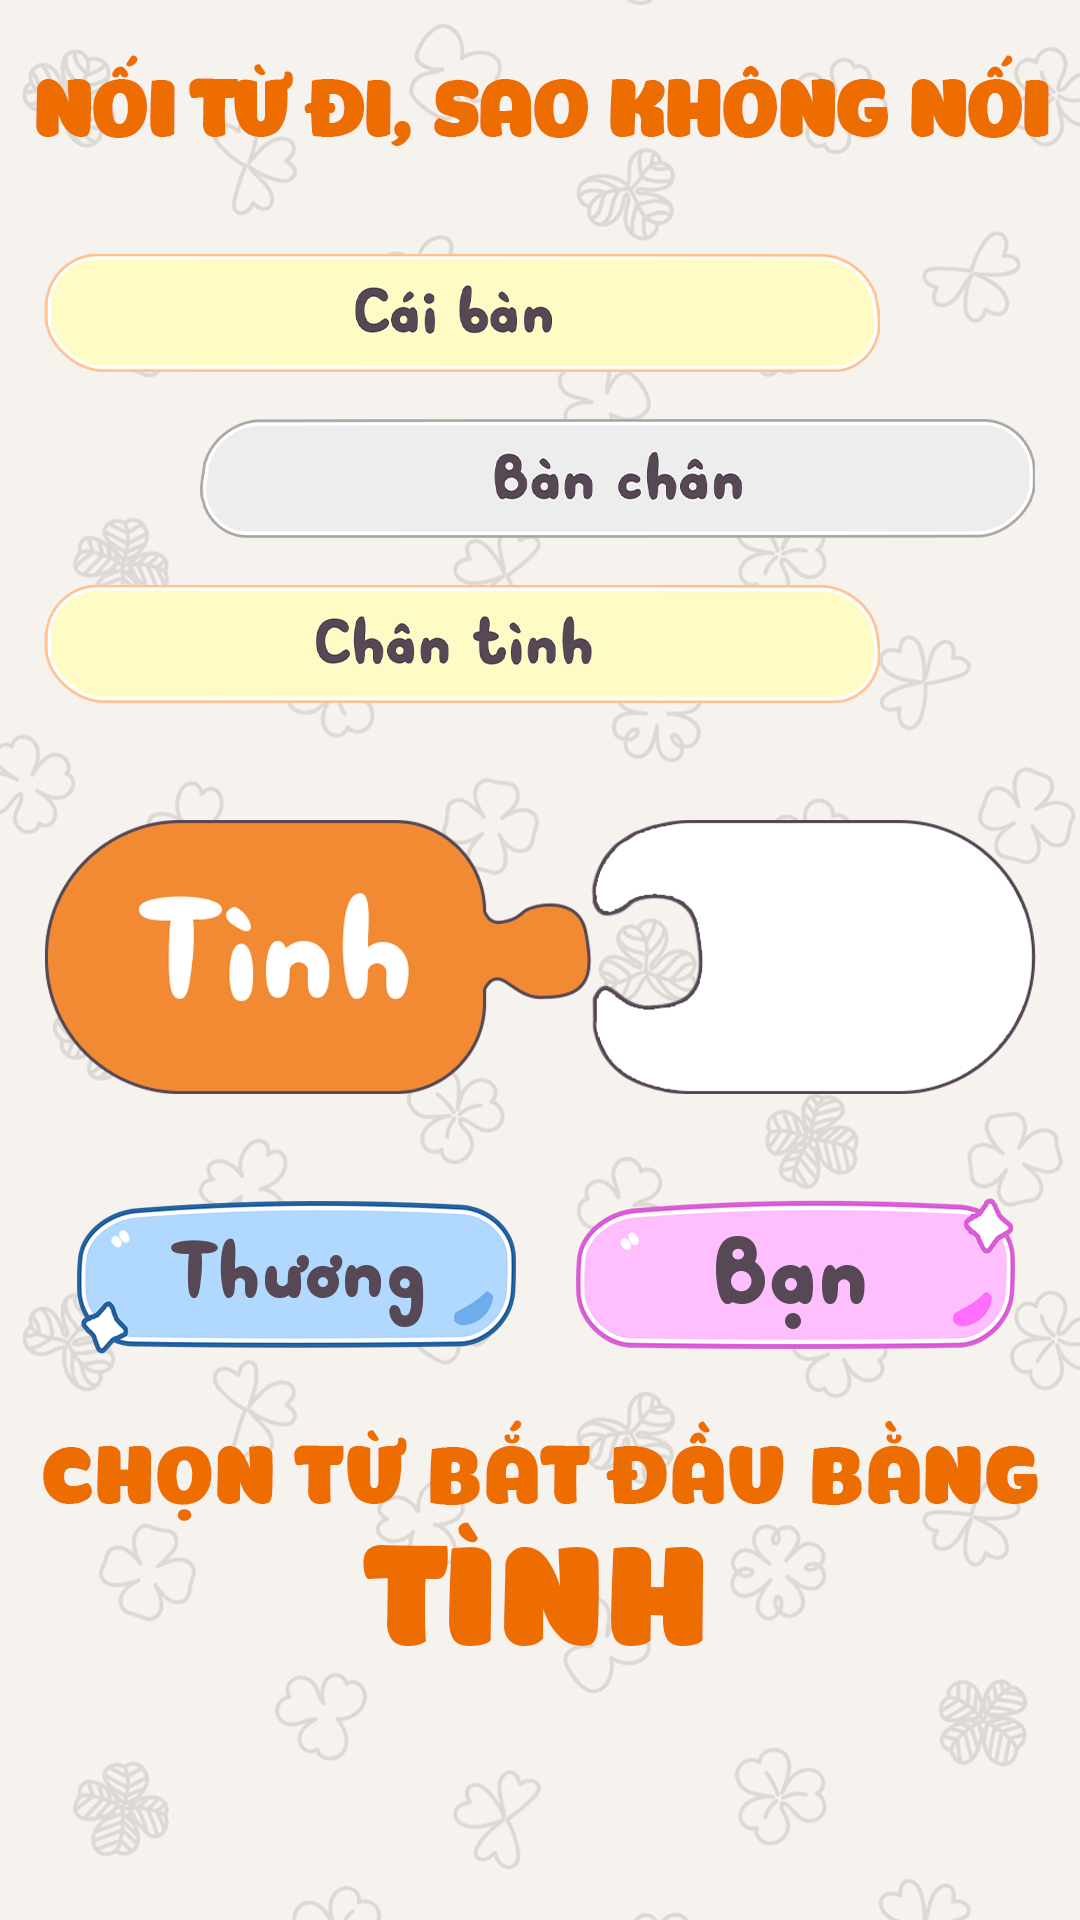 NỐI TỪ ĐI, SAO KHÔNG NỐI
Cái bàn
Bàn chân
Chân tình
Tình
Thương
Bạn
CHỌN TỪ BẮT ĐẦU BẰNG
TÌNH